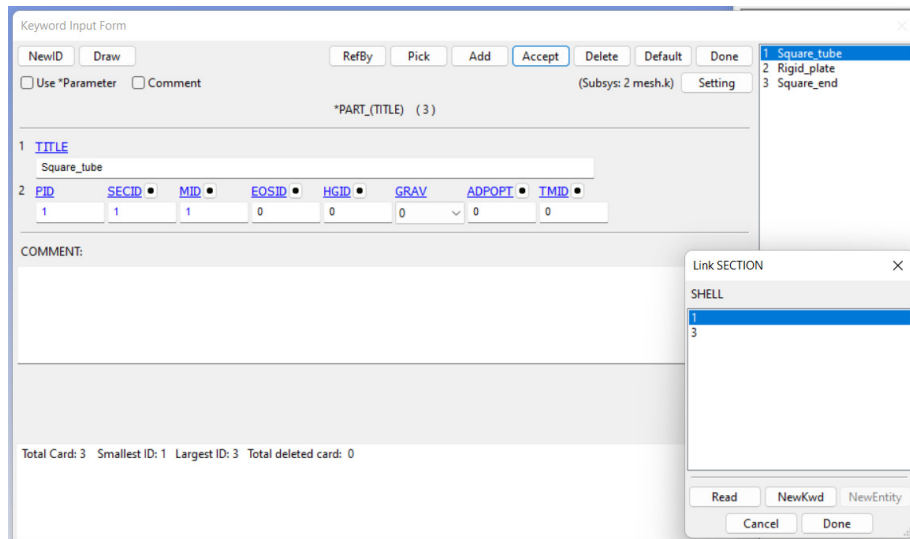 Keyword Input Form
NewID Draw RefBy Pick Add Accept Delete Default Done
Use *Parameter Comment (Subsys: 2 mesh.k) Setting
*PART_(TITLE) (3)
1 TITLE
Square_tube
2 PID SECID MID EOSID HGID GRAV ADPOPT TMID
1 1 1 0 0 0 0 0
COMMENT:
Total Card: 3 Smallest ID: 1 Largest ID: 3 Total deleted card: 0
1 Square_tube
2 Rigid_plate
3 Square_end
Link SECTION
SHELL
1
3
Read NewKwd NewEntity
Cancel Done